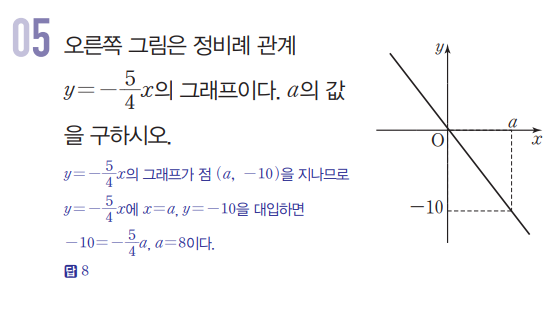 05
오른쪽 그림은 정비례 관계
y=-5/4x의 그래프이다. a의 값
을 구하시오.
y=-5/4x의 그래프가 점 (a, -10)을 지나므로
y=-5/4x에 x=a, y=-10을 대입하면
-10=-5/4a, a=8이다.
답 8
y
a
O
x
-10